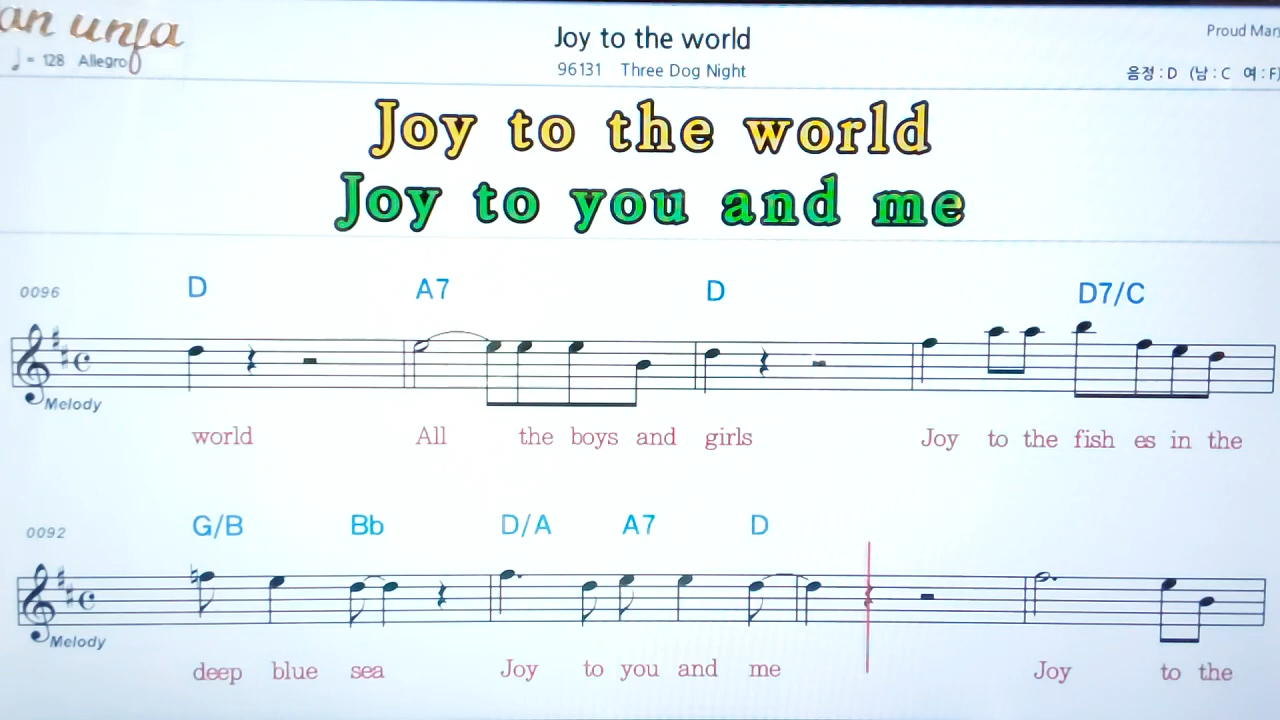 an unfa
Joy to the world
Proud Mary
♩ = 128 Allegro
96131 Three Dog Night
음정 : D (남 : C 여 : F)
Joy to the world
Joy to you and me
0096 D A7 D D7/C
Melody
world All the boys and girls Joy to the fish es in the
0092 G/B Bb D/A A7 D
Melody
deep blue sea Joy to you and me Joy to the